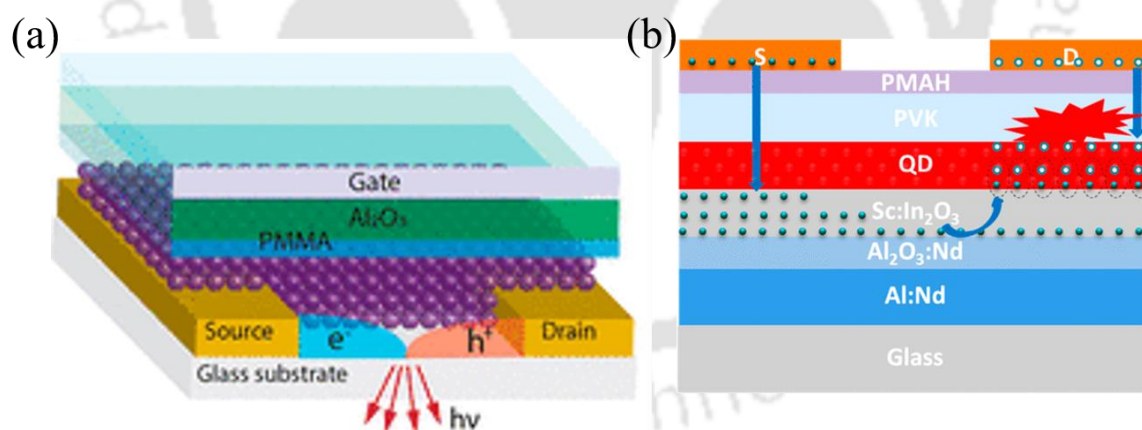 (a)
Gate
Al₂O₃
PMMA
Source
e⁻
h⁺
Drain
Glass substrate
hν
(b)
S
D
PMAH
PVK
QD
Sc:In₂O₃
Al₂O₃:Nd
Al:Nd
Glass